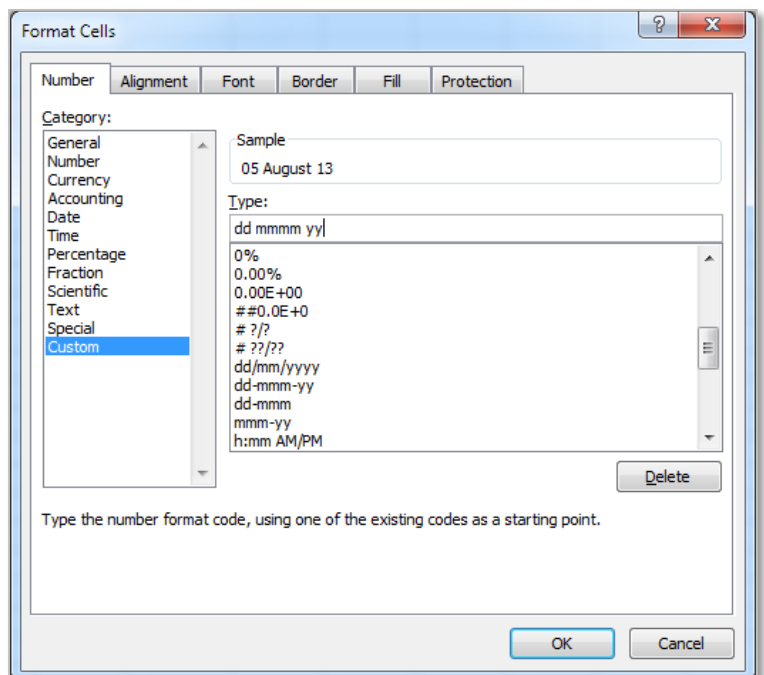 Format Cells
Number Alignment Font Border Fill Protection
Category:
General
Number
Currency
Accounting
Date
Time
Percentage
Fraction
Scientific
Text
Special
Custom
Sample
05 August 13
Type:
dd mmmm yy
0%
0.00%
0.00E+00
##0.0E+0
# ?/?
# ??/??
dd/mm/yyyy
dd-mmm-yy
dd-mmm
mmm-yy
h:mm AM/PM
Delete
Type the number format code, using one of the existing codes as a starting point.
OK Cancel